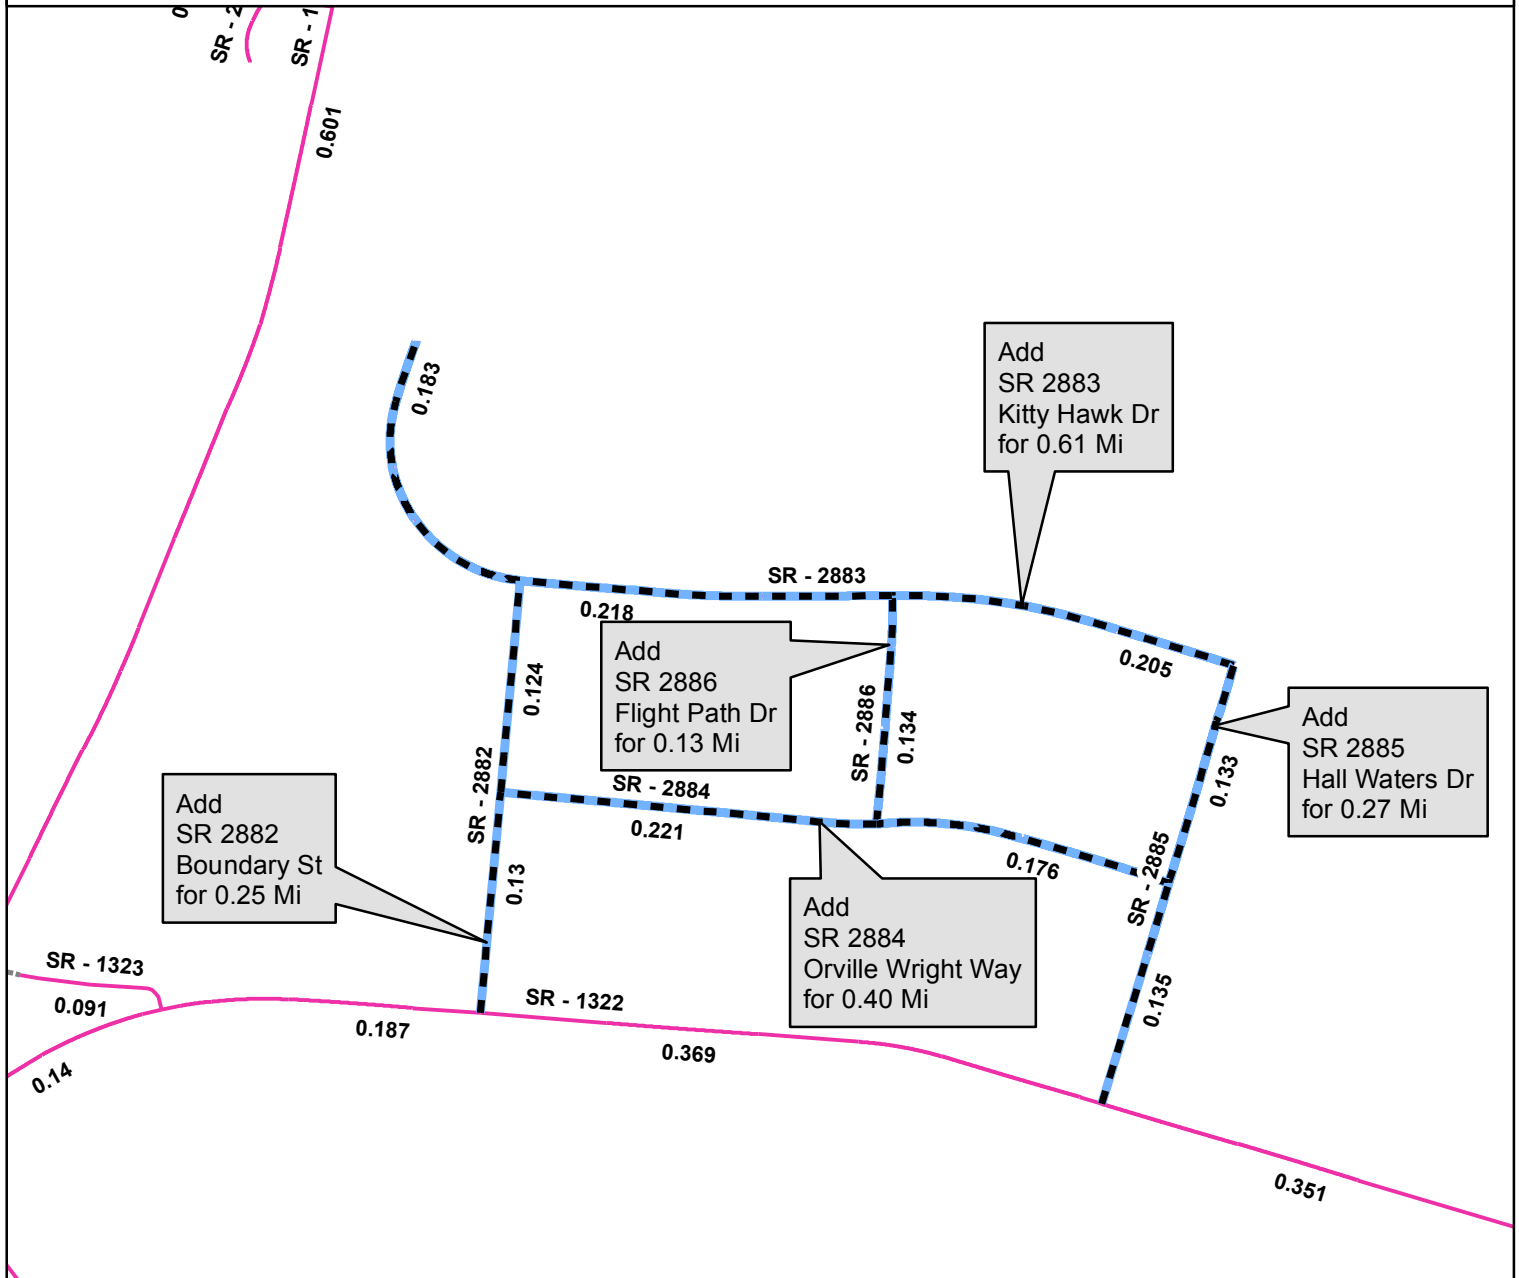 0
SR - 2
SR - 1
0.601
0.183
Add
SR 2883
Kitty Hawk Dr
for 0.61 Mi
SR - 2883
0.218
0.205
Add
SR 2886
Flight Path Dr
for 0.13 Mi
0.124
SR - 2886
0.134
Add
SR 2885
Hall Waters Dr
for 0.27 Mi
0.133
SR - 2882
SR - 2884
0.221
0.176
SR - 2885
Add
SR 2882
Boundary St
for 0.25 Mi
0.13
Add
SR 2884
Orville Wright Way
for 0.40 Mi
0.135
SR - 1323
0.091
0.14
0.187
SR - 1322
0.369
0.351